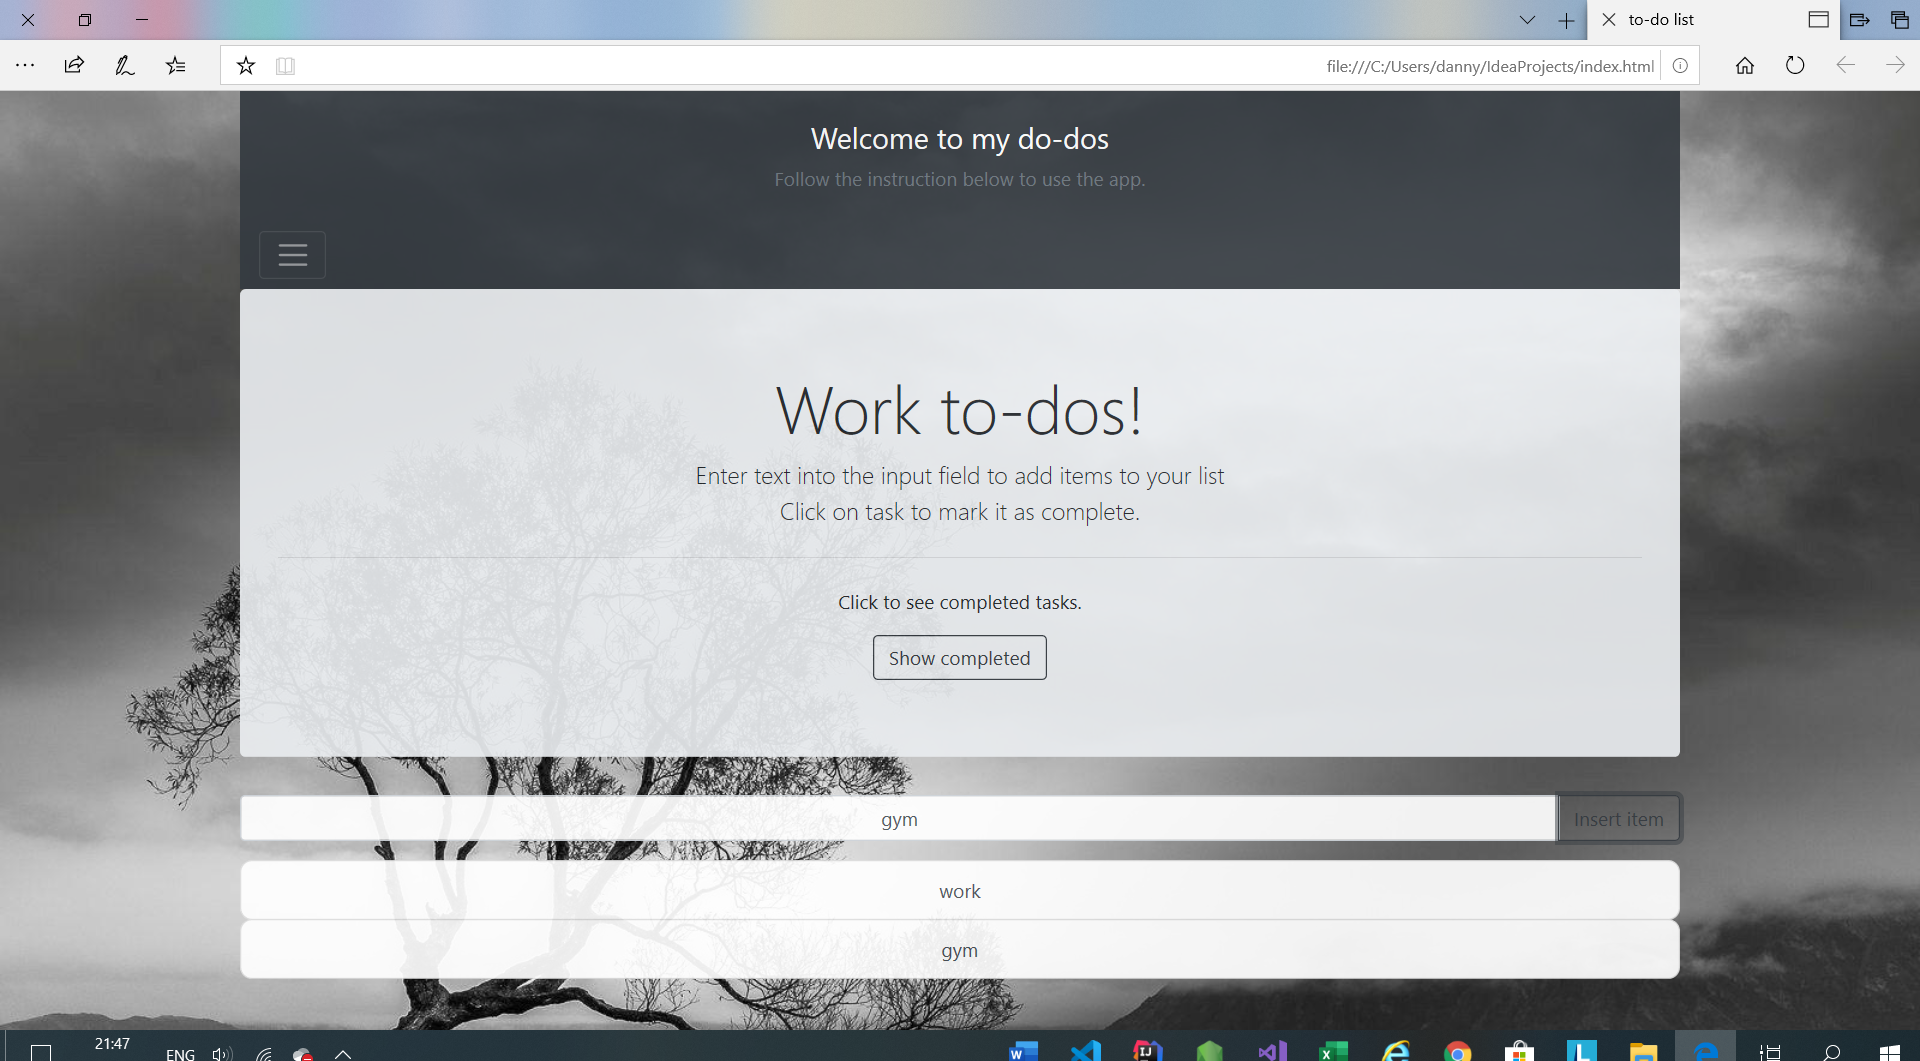 to-do list
file:///C:/Users/danny/IdeaProjects/index.html
Welcome to my do-dos
Follow the instruction below to use the app.
Work to-dos!
Enter text into the input field to add items to your list
Click on task to mark it as complete.
Click to see completed tasks.
Show completed
gym
Insert item
work
gym
21:47
ENG